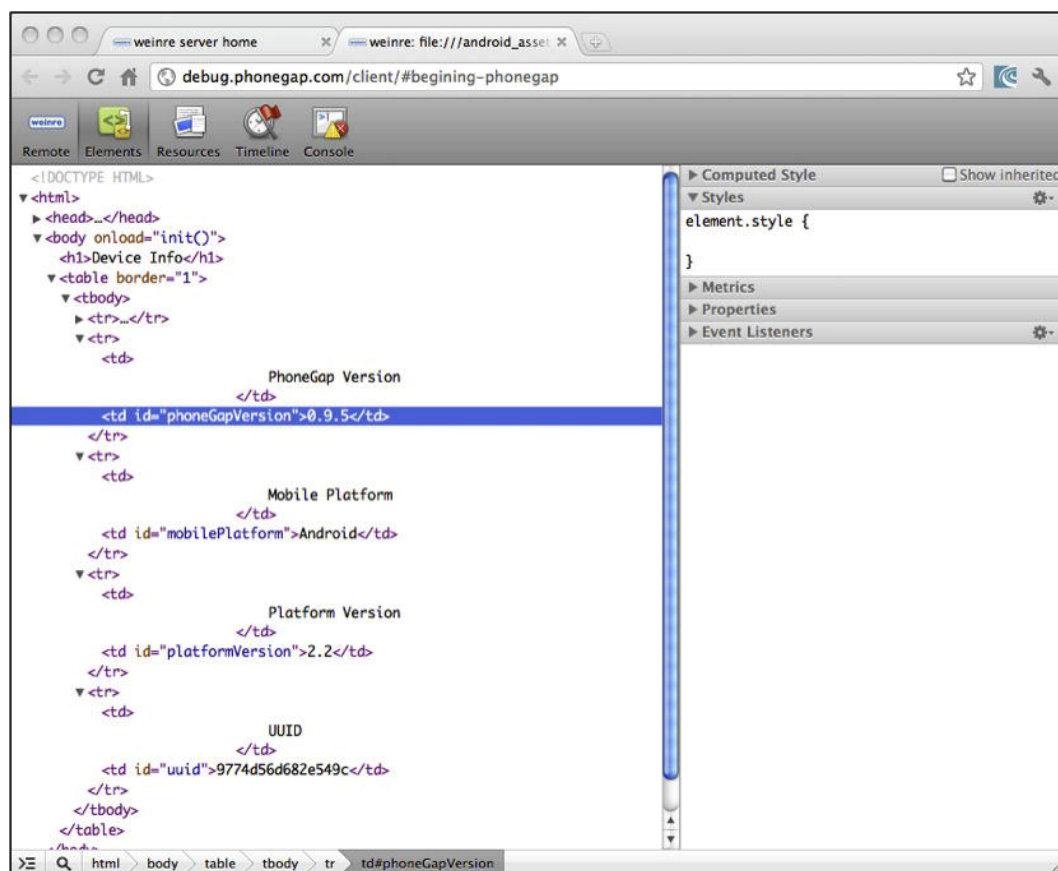 weinre server home
weinre: file:///android_asset
debug.phonegap.com/client/#begining-phonegap
weinre
Remote Elements Resources Timeline Console
<!DOCTYPE HTML>
▼<html>
▶<head>…</head>
▼<body onload="init()">
<h1>Device Info</h1>
▼<table border="1">
▼<tbody>
▶<tr>…</tr>
▼<tr>
<td>
PhoneGap Version
</td>
<td id="phoneGapVersion">0.9.5</td>
</tr>
▼<tr>
<td>
Mobile Platform
</td>
<td id="mobilePlatform">Android</td>
</tr>
▼<tr>
<td>
Platform Version
</td>
<td id="platformVersion">2.2</td>
</tr>
▼<tr>
<td>
UUID
</td>
<td id="uuid">9774d56d682e549c</td>
</tr>
</tbody>
</table>
</body>
▶ Computed Style Show inherited
▼ Styles
element.style {
}
▶ Metrics
▶ Properties
▶ Event Listeners
html body table tbody tr td#phoneGapVersion